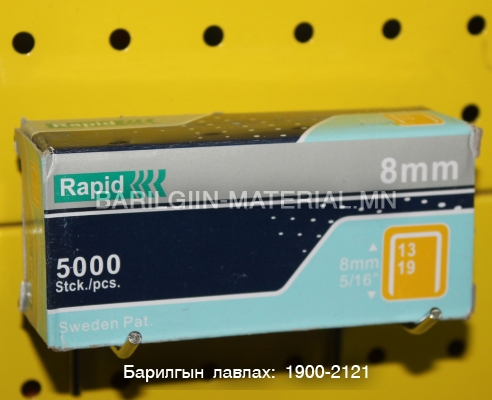 Rapid
8mm
BARILGIIN-MATERIAL.MN
5000
Stck./pcs.
8mm
5/16"
13
19
Sweden Pat.
Барилгын лавлах: 1900-2121